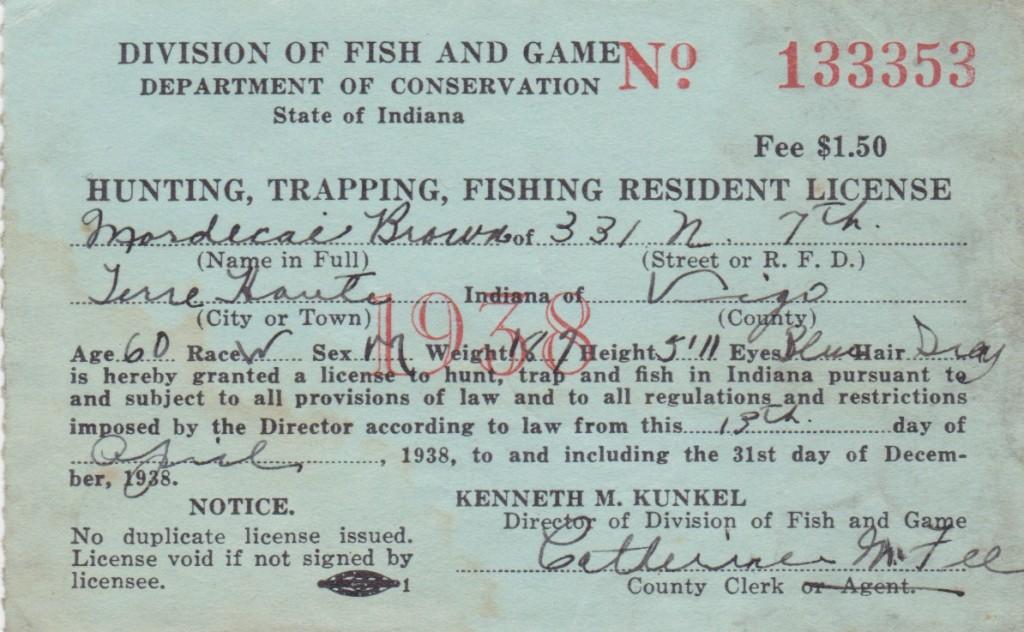 DIVISION OF FISH AND GAME Nº 133353
DEPARTMENT OF CONSERVATION
State of Indiana
Fee $1.50
HUNTING, TRAPPING, FISHING RESIDENT LICENSE
Mordecai Brown of 331 N. 7th.
(Name in Full) (Street or R. F. D.)
Terre Haute Indiana of Vigo
(City or Town) (County)
1938
Age 60 Race W Sex M Weight 187 Height 5'11 Eyes Blue Hair Gray
is hereby granted a license to hunt, trap and fish in Indiana pursuant to
and subject to all provisions of law and to all regulations and restrictions
imposed by the Director according to law from this 13th. day of
April, 1938, to and including the 31st day of Decem-
ber, 1938.
NOTICE.
No duplicate license issued.
License void if not signed by
licensee.
1
KENNETH M. KUNKEL
Director of Division of Fish and Game
Catherine McFee
County Clerk or Agent.